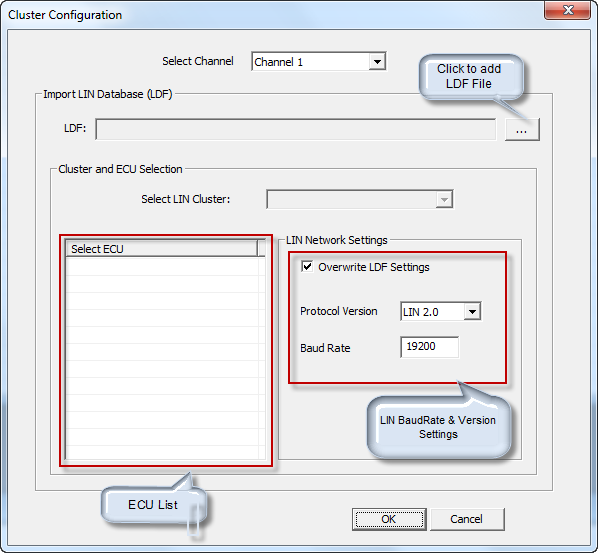 Cluster Configuration
Select Channel
Channel 1
Click to add
LDF File
Import LIN Database (LDF)
LDF:
...
Cluster and ECU Selection
Select LIN Cluster:
Select ECU
LIN Network Settings
Overwrite LDF Settings
Protocol Version
LIN 2.0
Baud Rate
19200
LIN BaudRate & Version
Settings
ECU List
OK
Cancel